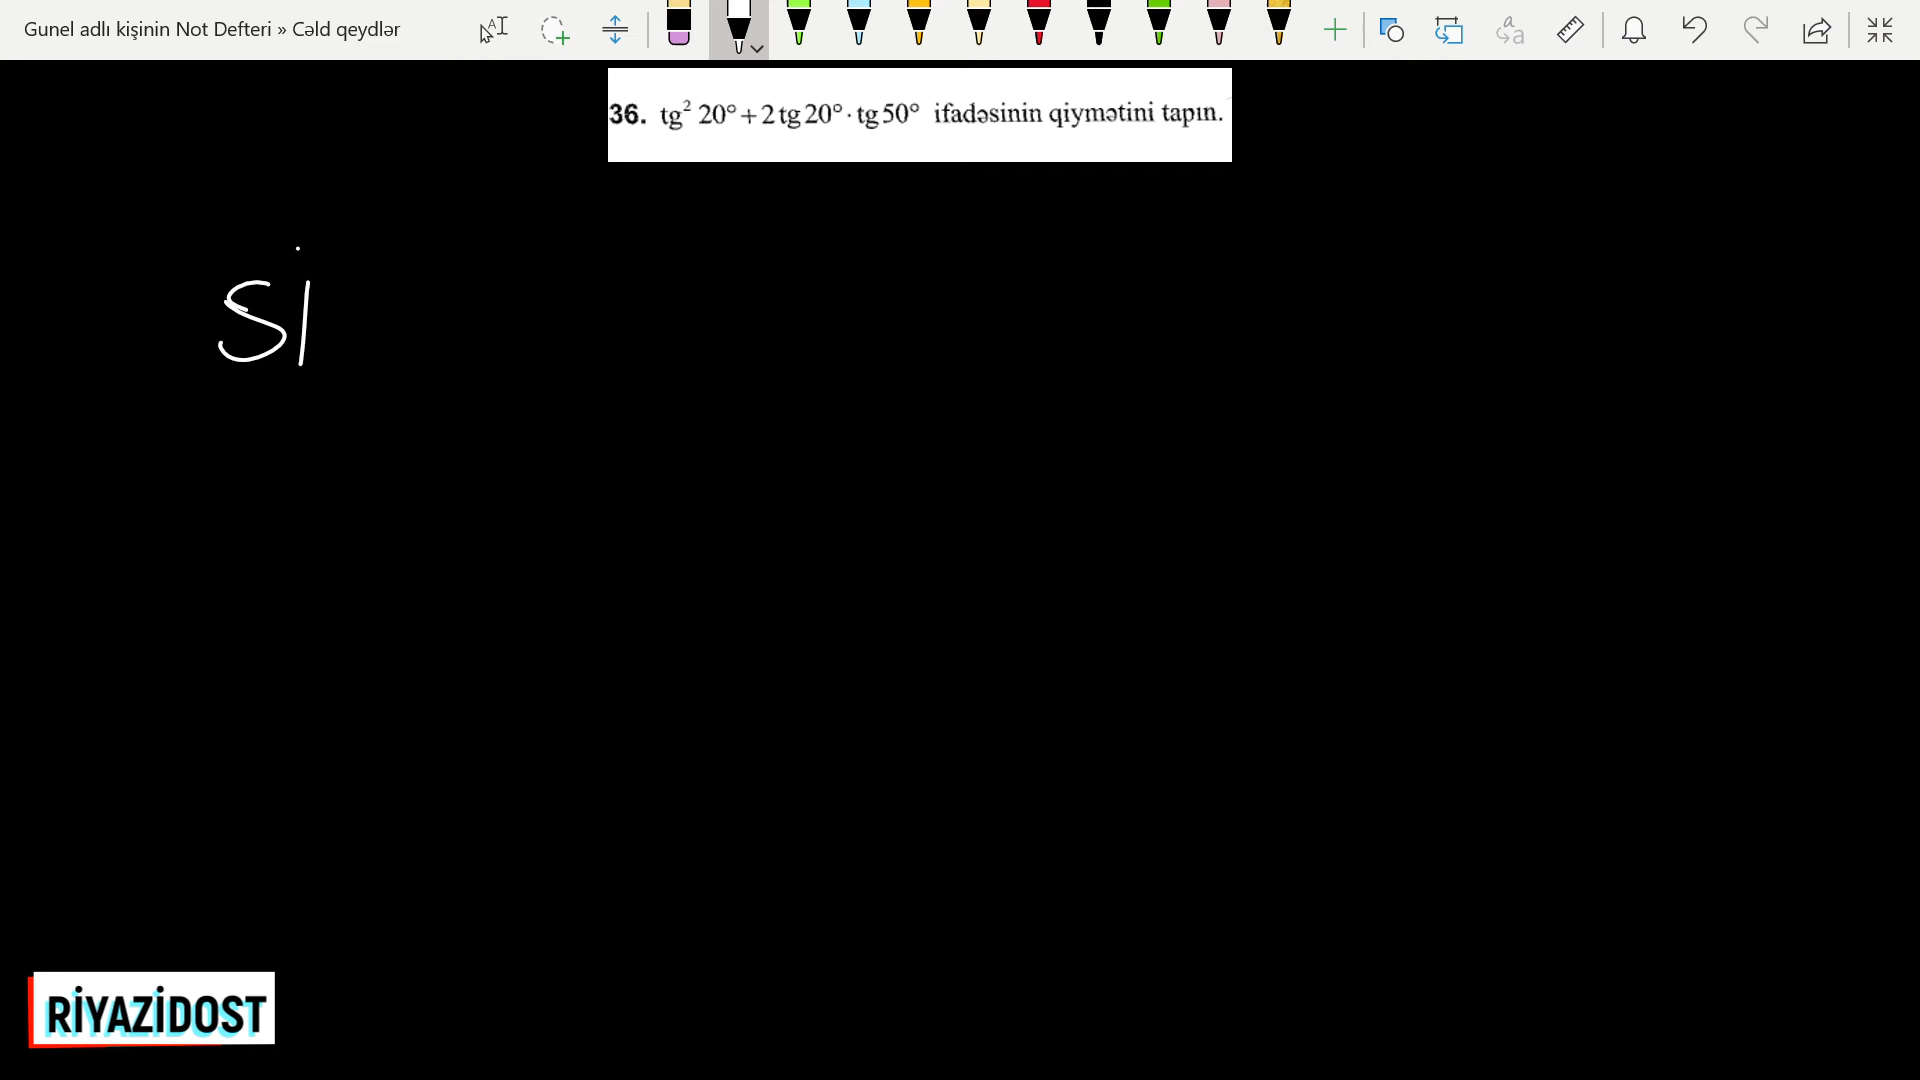 Gunel adlı kişinin Not Defteri » Cəld qeydlər
36. tg² 20° + 2 tg 20° · tg 50° ifadəsinin qiymətini tapın.
si
RİYAZİDOST